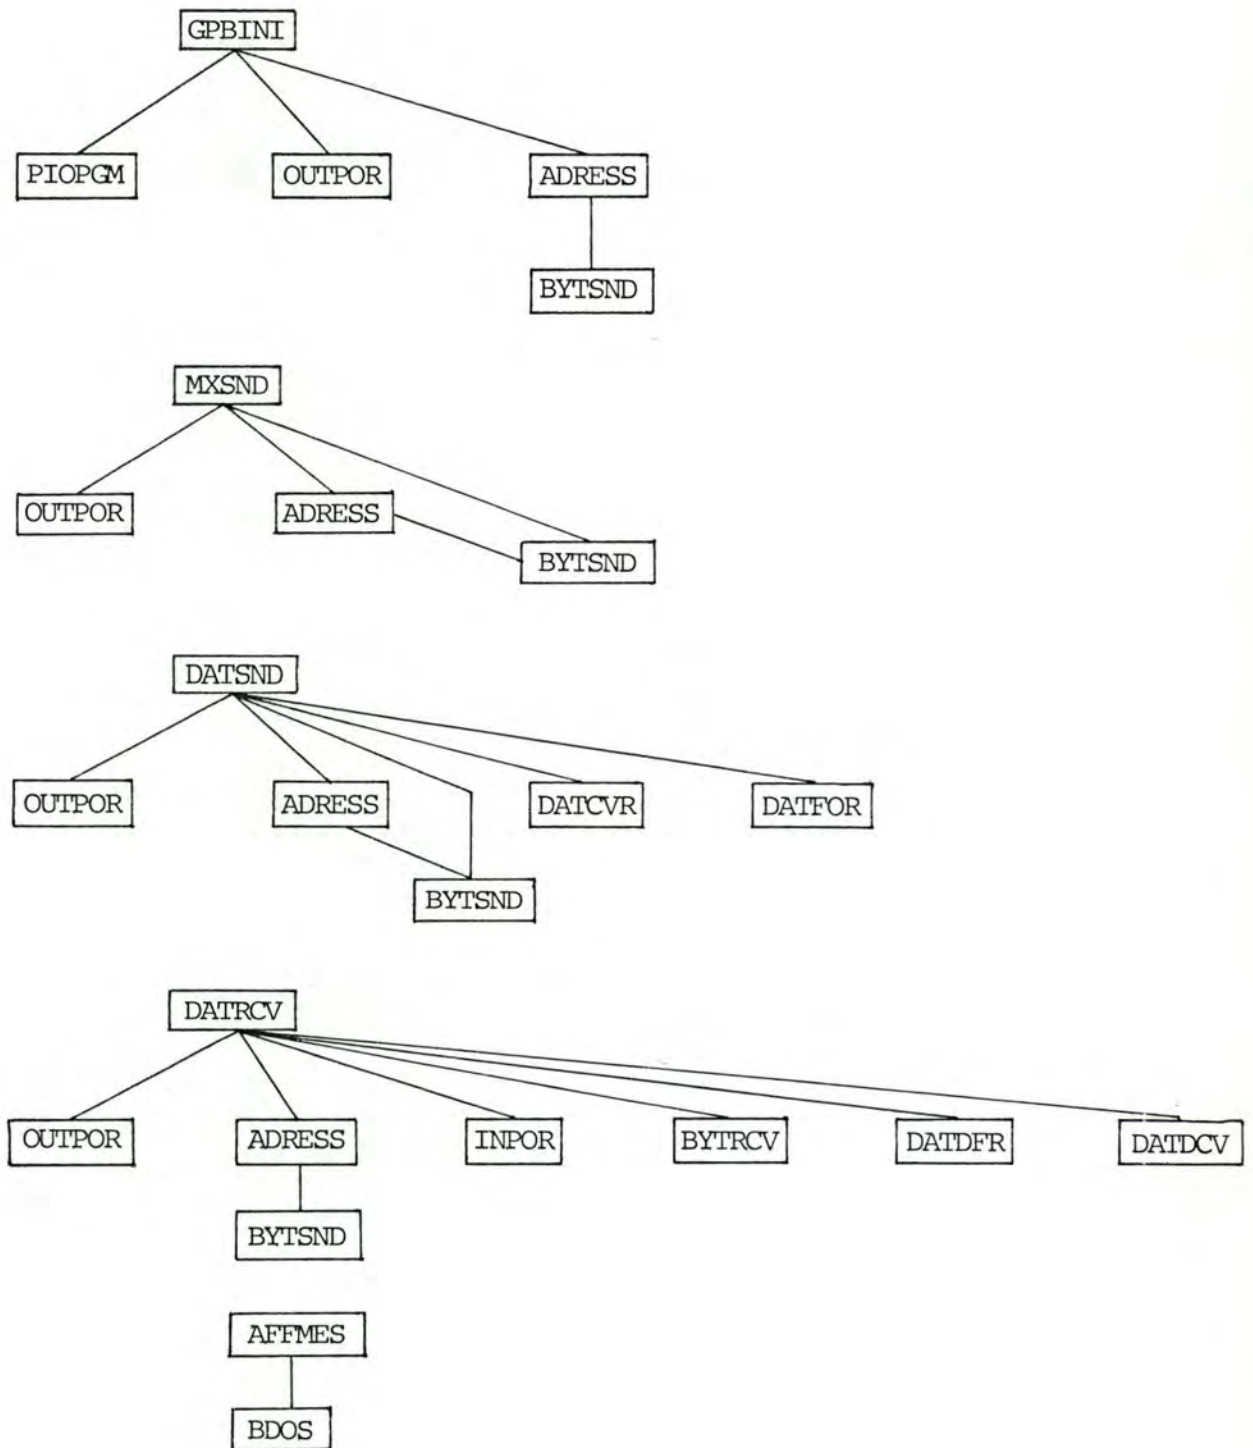 GPBINI
PIOPGM OUTPOR ADRESS
BYTSND
MXSND
OUTPOR ADRESS
BYTSND
DATSND
OUTPOR ADRESS DATCVR DATFOR
BYTSND
DATRCV
OUTPOR ADRESS INPOR BYTRCV DATDFR DATDCV
BYTSND
AFFMES
BDOS